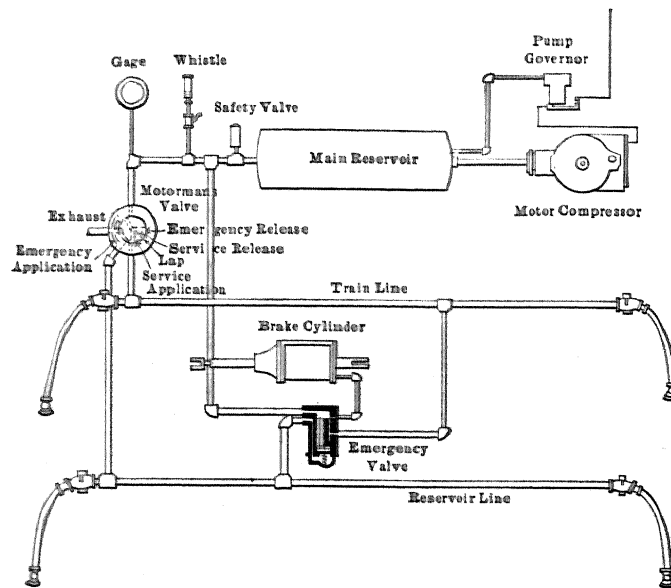 Pump
Governor
Gage
Whistle
Safety Valve
Main Reservoir
Motor Compressor
Motormans
Valve
Exhaust
Emergency Release
Emergency
Application
Service Release
Lap
Service
Application
Train Line
Brake Cylinder
Emergency
Valve
Reservoir Line